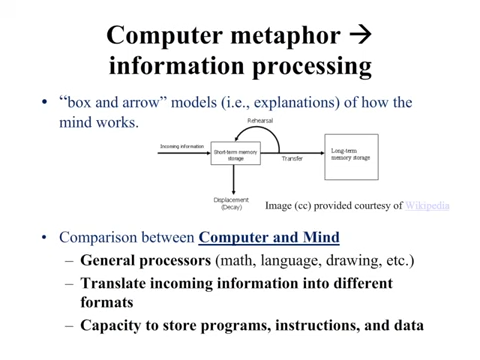 Computer metaphor →
information processing
• “box and arrow” models (i.e., explanations) of how the
mind works.
Rehearsal
Incoming information
Short-term memory
storage
Transfer
Long-term
memory storage
Displacement
(Decay)
Image (cc) provided courtesy of Wikipedia
• Comparison between Computer and Mind
– General processors (math, language, drawing, etc.)
– Translate incoming information into different
formats
– Capacity to store programs, instructions, and data